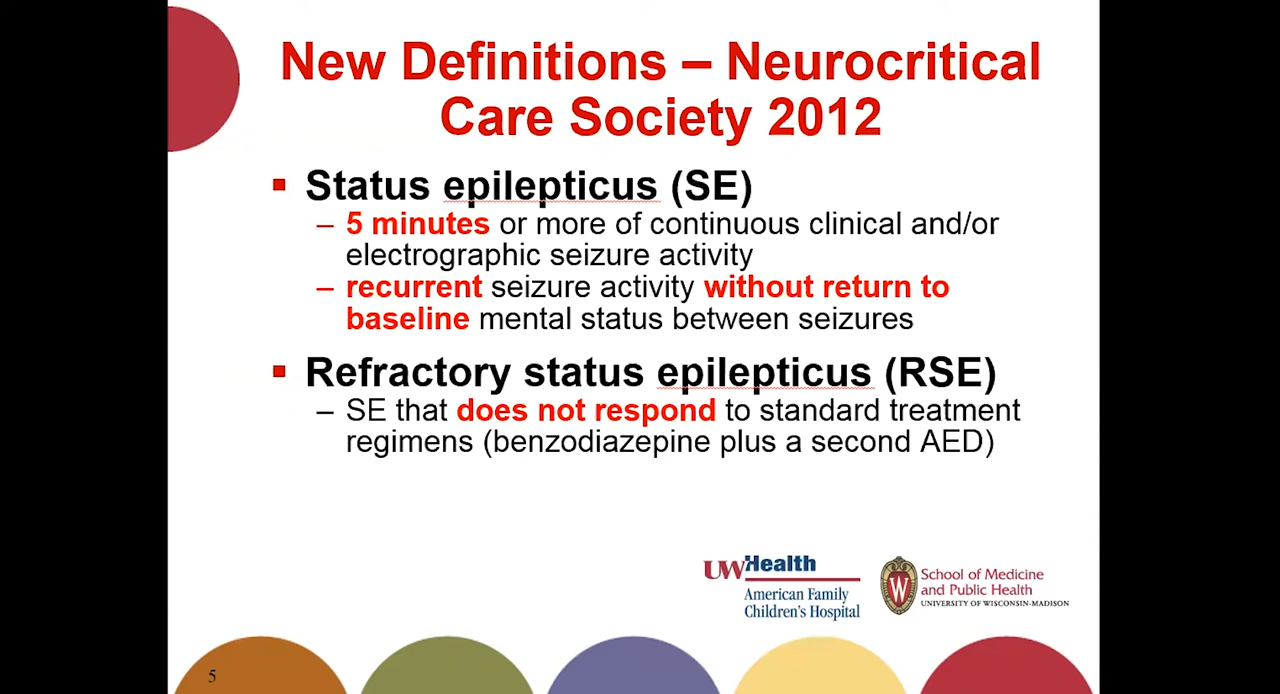 New Definitions – Neurocritical
Care Society 2012
▪ Status epilepticus (SE)
– 5 minutes or more of continuous clinical and/or
electrographic seizure activity
– recurrent seizure activity without return to
baseline mental status between seizures
▪ Refractory status epilepticus (RSE)
– SE that does not respond to standard treatment
regimens (benzodiazepine plus a second AED)
UWHealth
American Family
Children's Hospital
W
School of Medicine
and Public Health
UNIVERSITY OF WISCONSIN-MADISON
5